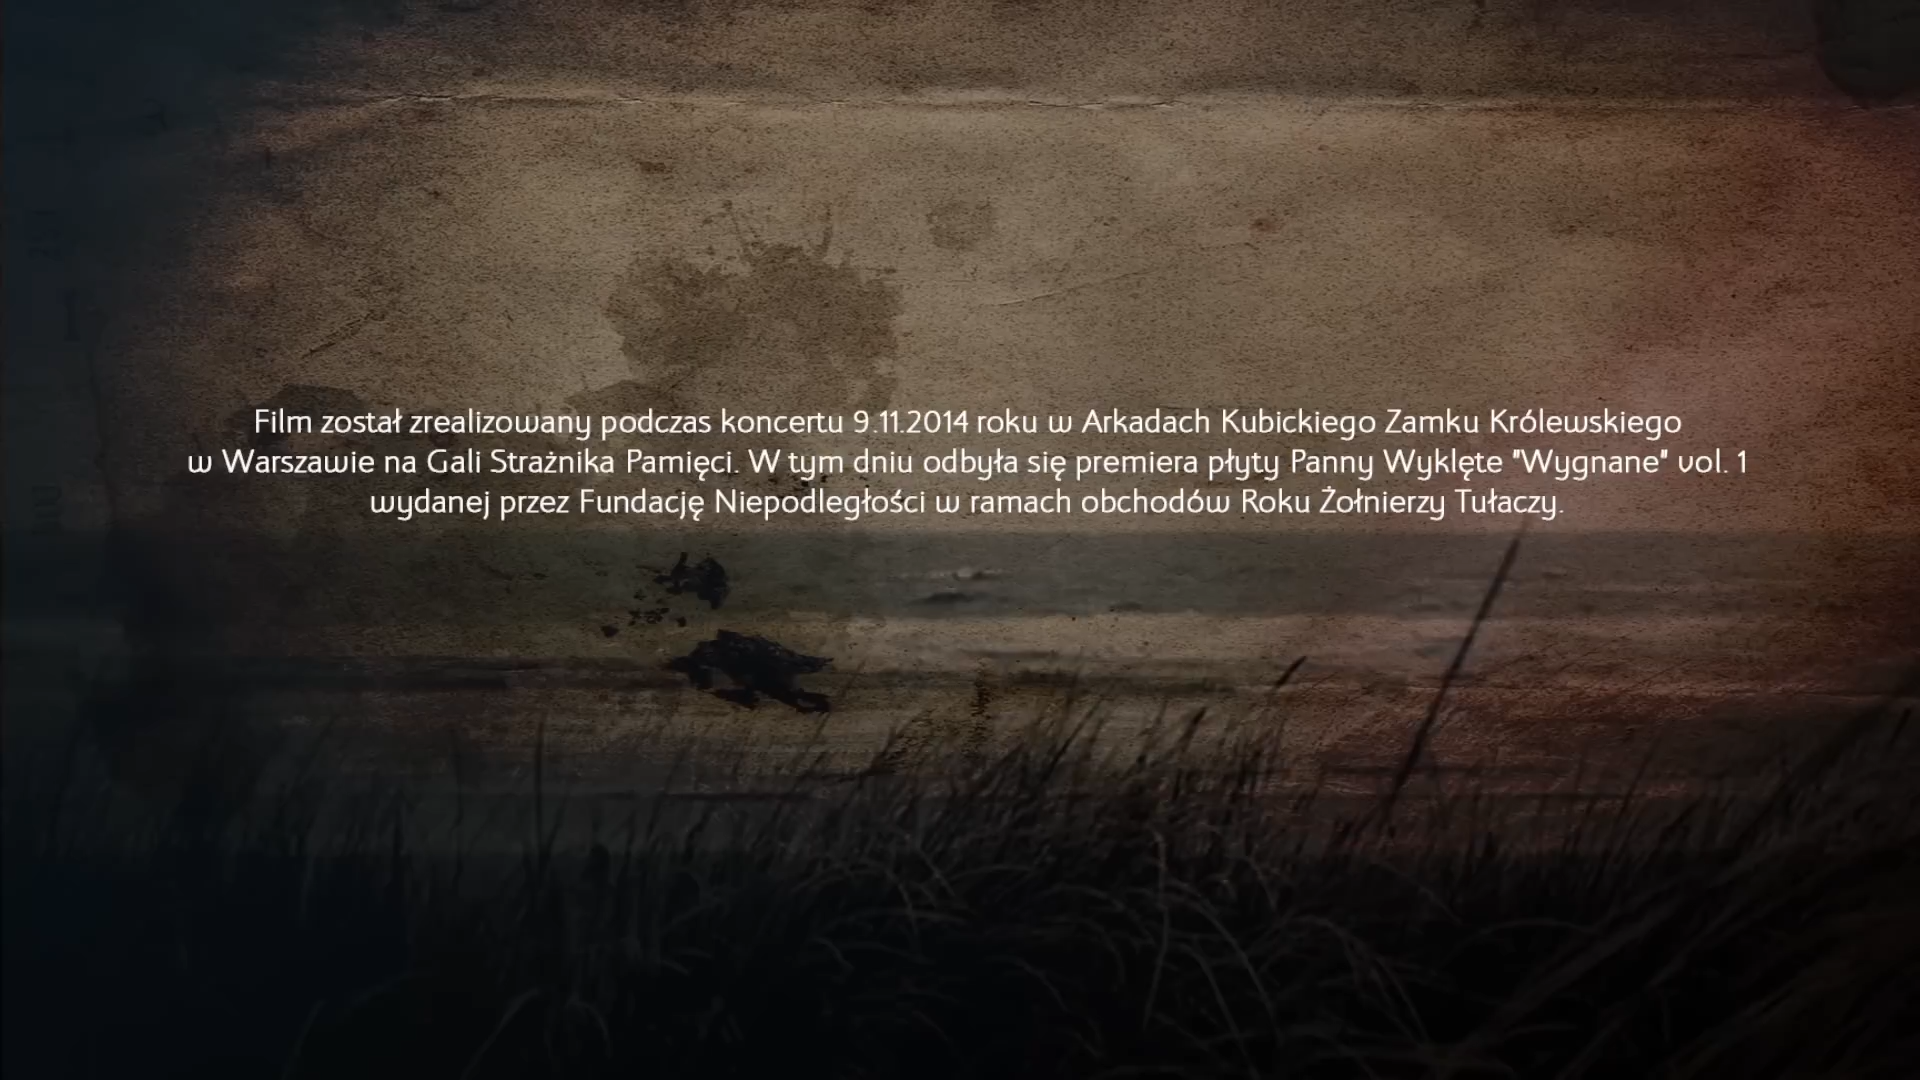 Film został zrealizowany podczas koncertu 9.11.2014 roku w Arkadach Kubickiego Zamku Królewskiego
w Warszawie na Gali Strażnika Pamięci. W tym dniu odbyła się premiera płyty Panny Wyklęte "Wygnane" vol. 1
wydanej przez Fundację Niepodległości w ramach obchodów Roku Żołnierzy Tułaczy.